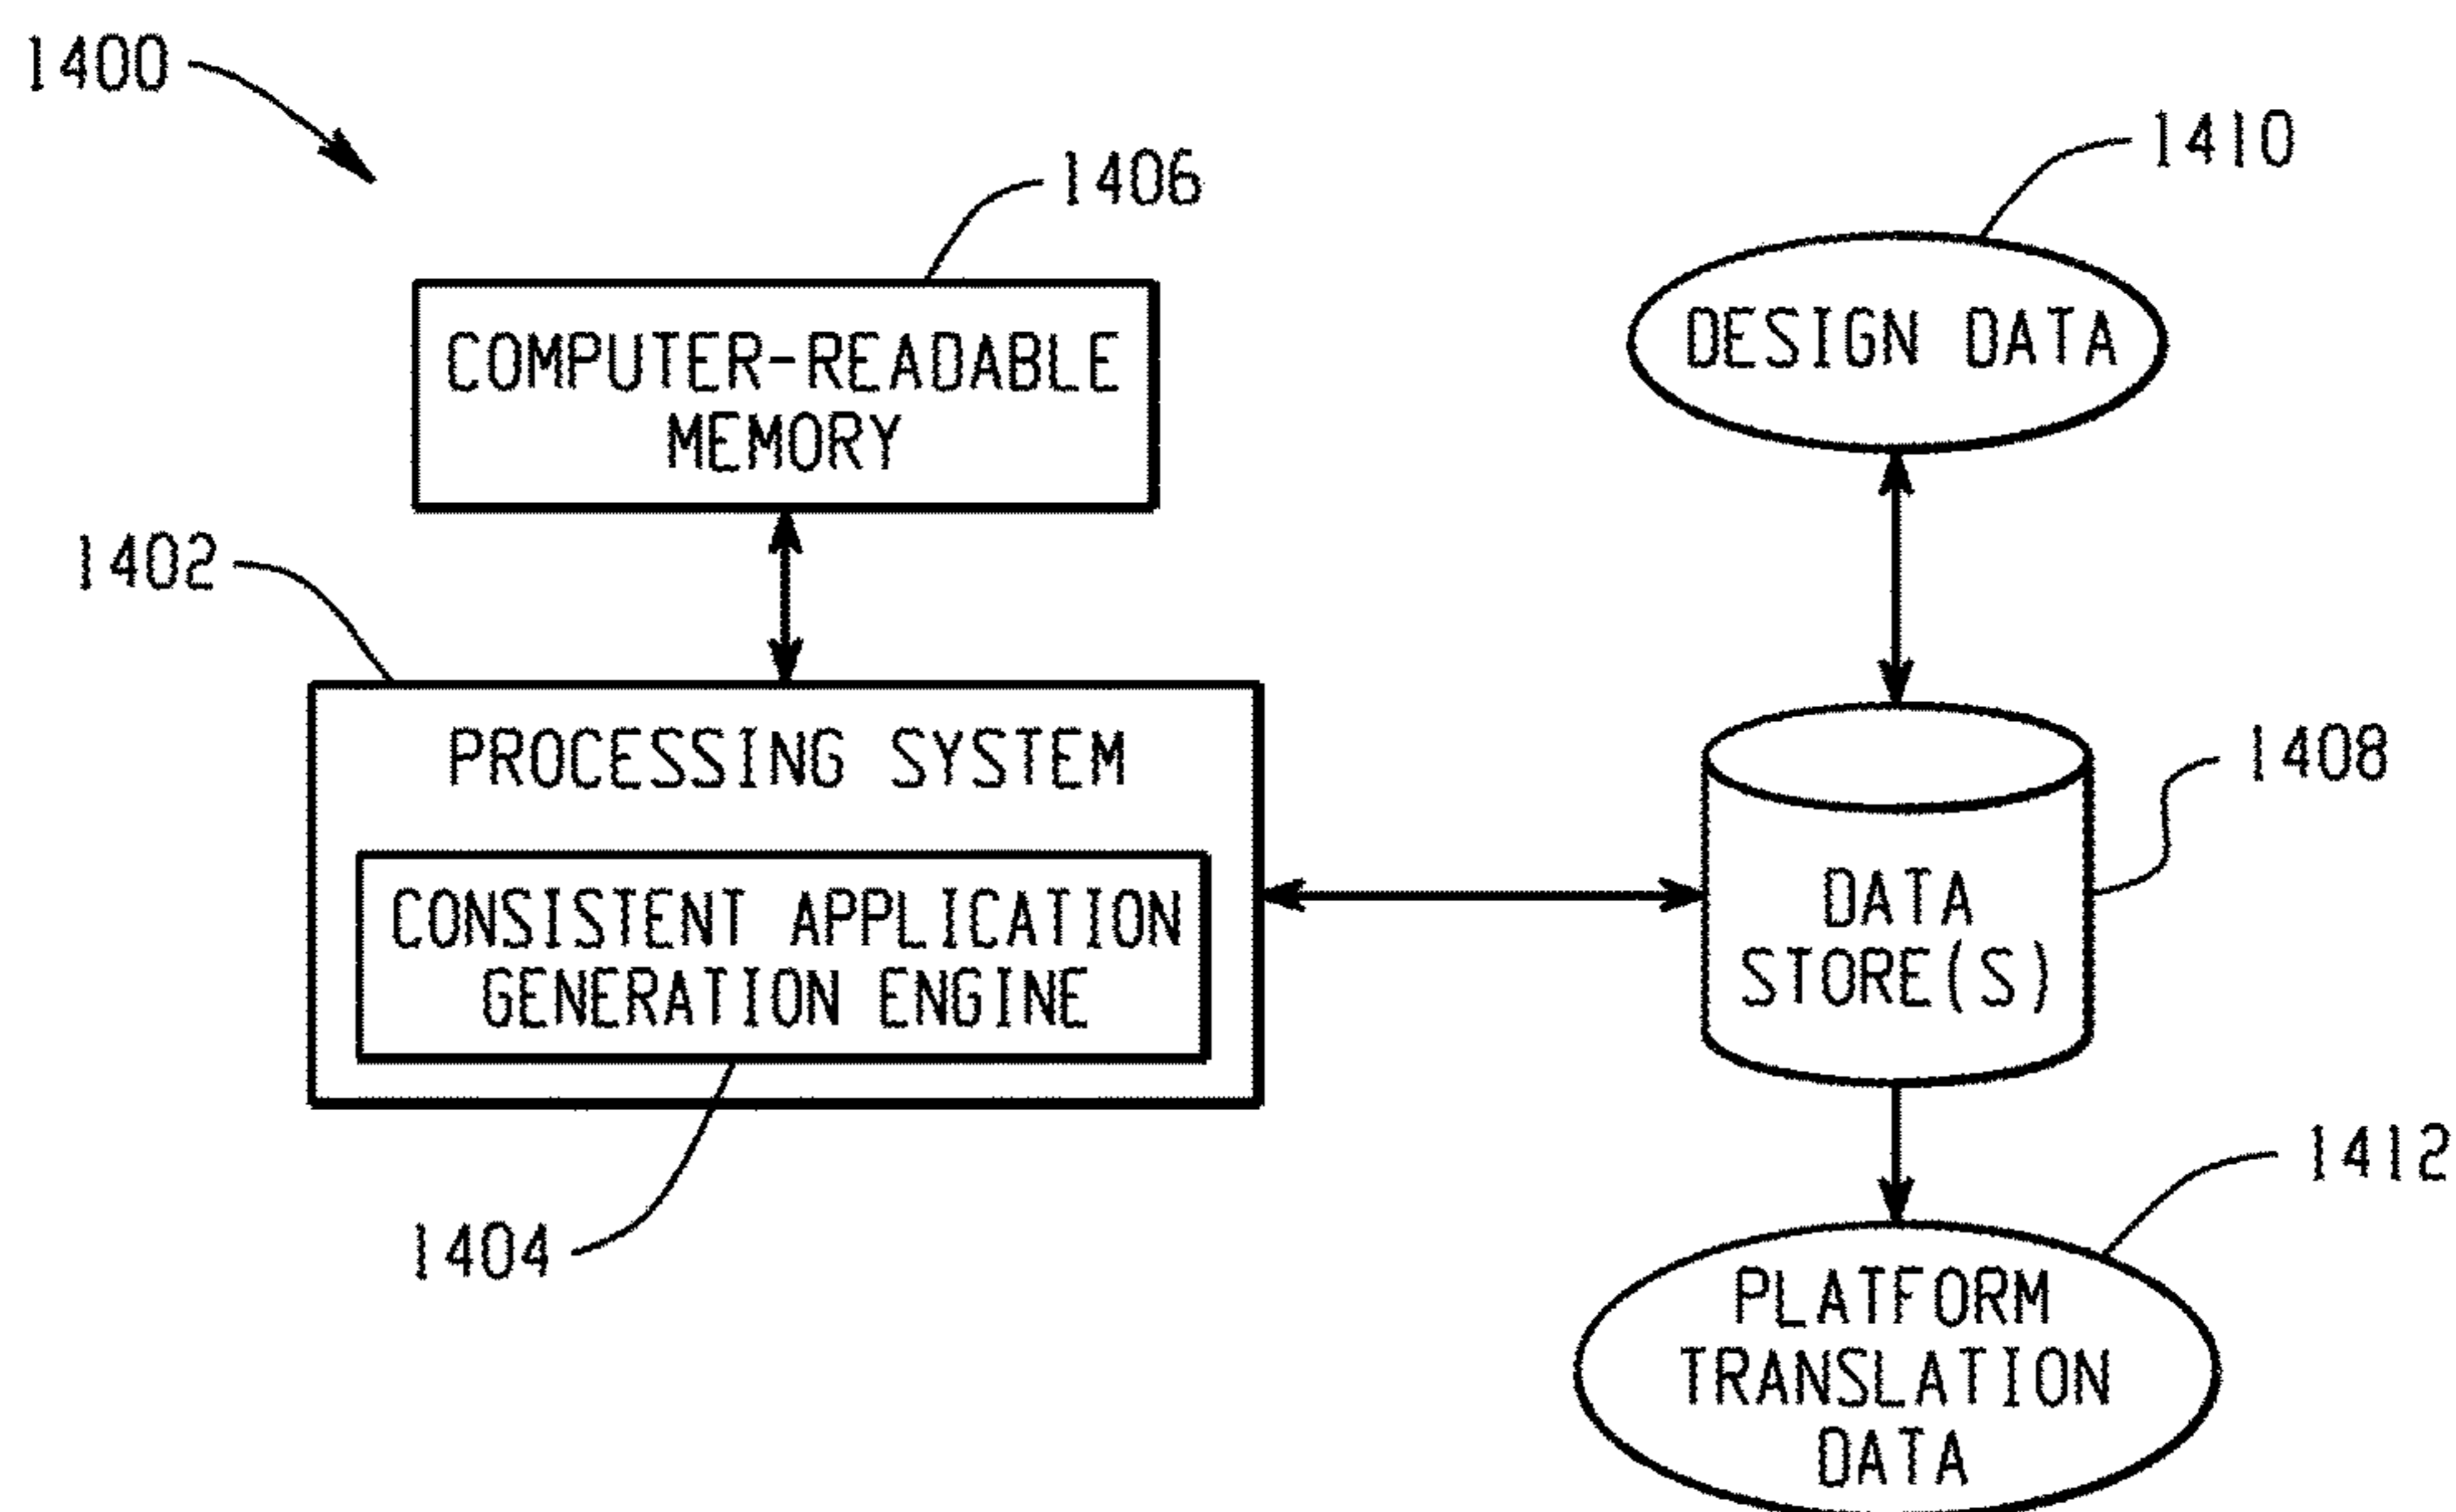 1400
1406
1410
COMPUTER-READABLE
MEMORY
DESIGN DATA
1402
PROCESSING SYSTEM
1408
CONSISTENT APPLICATION
GENERATION ENGINE
DATA
STORE(S)
1404
1412
PLATFORM
TRANSLATION
DATA